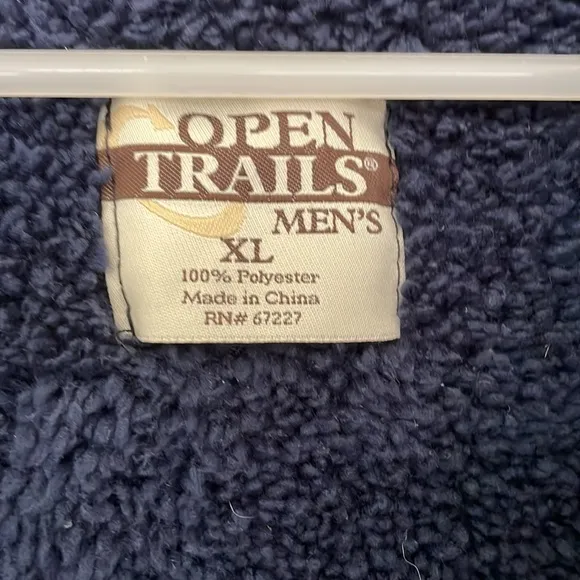 OPEN
TRAILS®
MEN'S
XL
100% Polyester
Made in China
RN# 67227